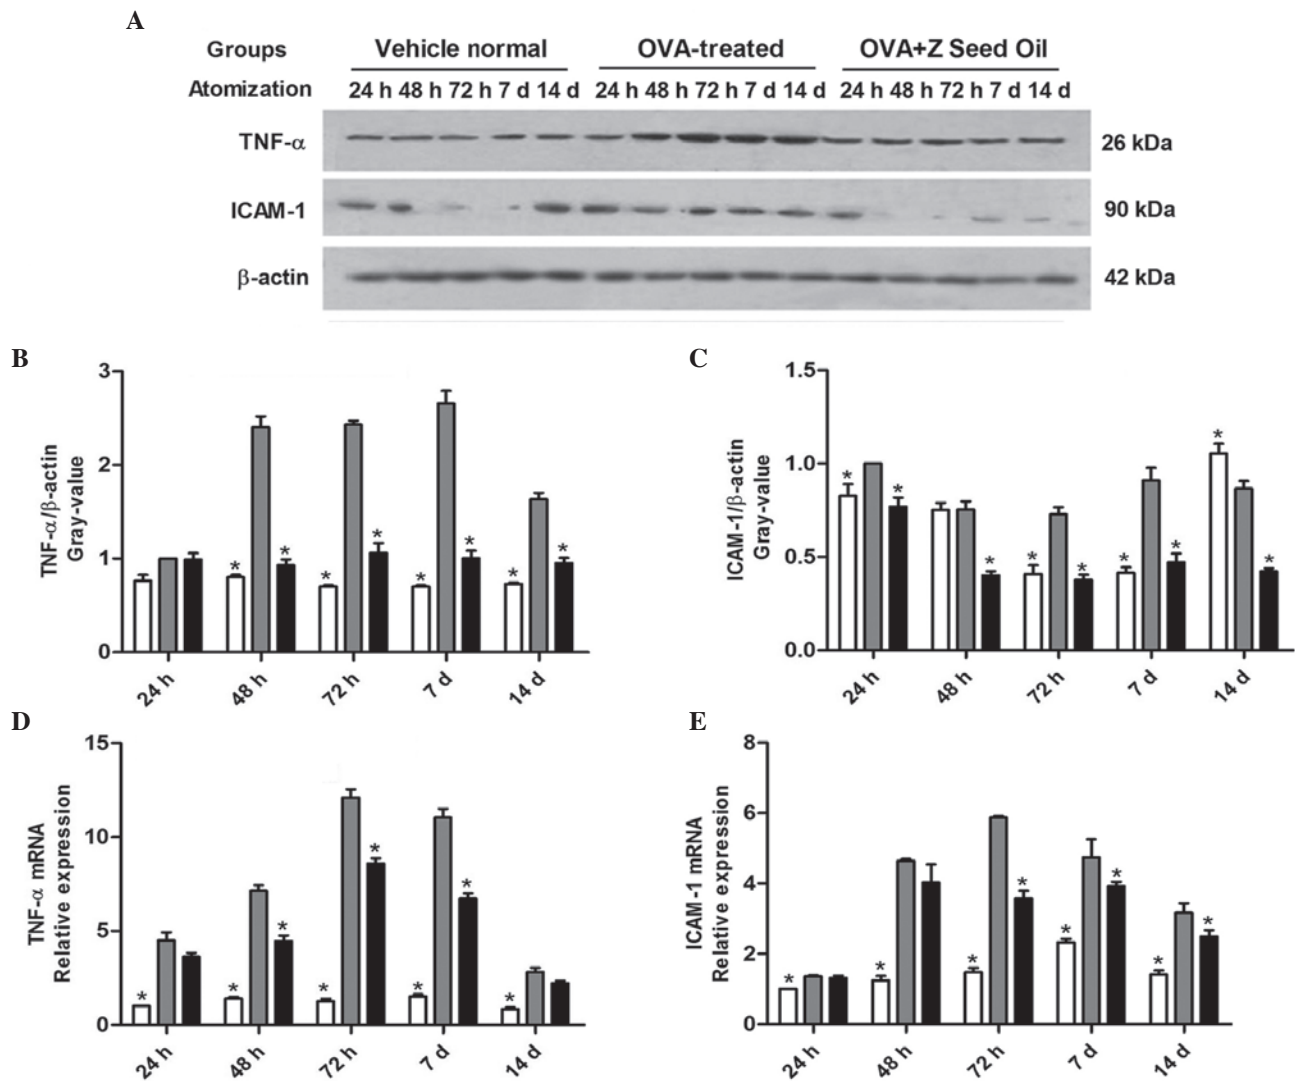 A
Groups Vehicle normal OVA-treated OVA+Z Seed Oil
Atomization 24 h 48 h 72 h 7 d 14 d 24 h 48 h 72 h 7 d 14 d 24 h 48 h 72 h 7 d 14 d
TNF-α 26 kDa
ICAM-1 90 kDa
β-actin 42 kDa
B
TNF-α/β-actin
Gray-value
3
2
1
0
* * * * * * * *
24 h 48 h 72 h 7 d 14 d
C
ICAM-1/β-actin
Gray-value
1.5
1.0
0.5
0.0
* * * * * * * * *
24 h 48 h 72 h 7 d 14 d
D
TNF-α mRNA
Relative expression
15
10
5
0
* * * * * * * *
24 h 48 h 72 h 7 d 14 d
E
ICAM-1 mRNA
Relative expression
8
6
4
2
0
* * * * * * * *
24 h 48 h 72 h 7 d 14 d